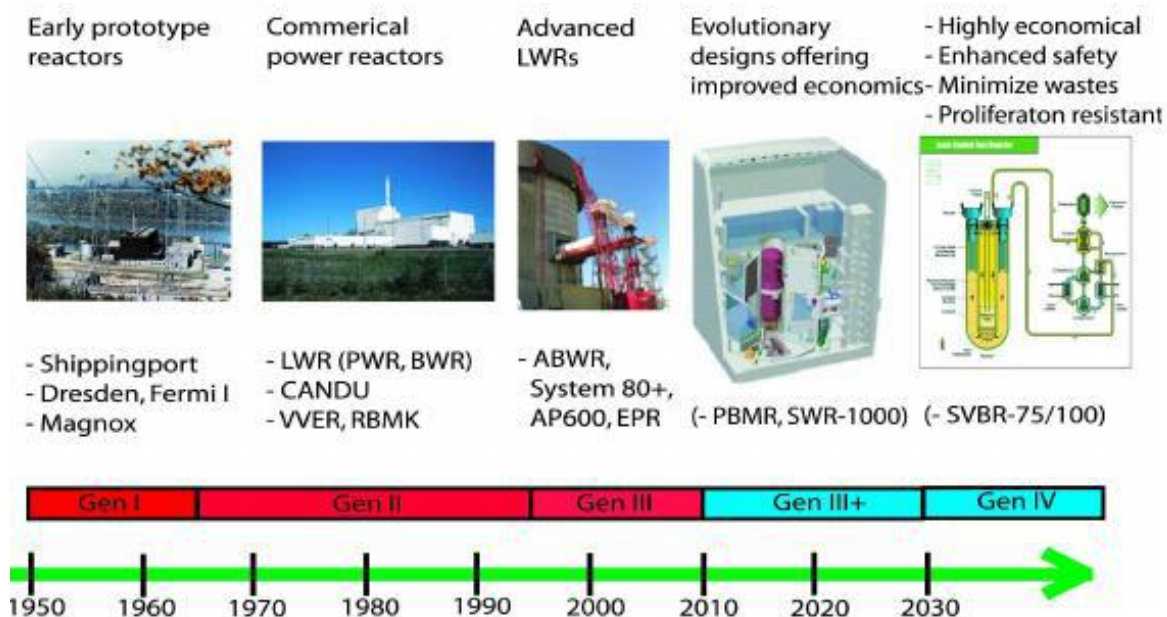 Early prototype
reactors
Commerical
power reactors
Advanced
LWRs
Evolutionary
designs offering
improved economics
- Highly economical
- Enhanced safety
- Minimize wastes
- Proliferaton resistant
- Shippingport
- Dresden, Fermi I
- Magnox
- LWR (PWR, BWR)
- CANDU
- VVER, RBMK
- ABWR,
System 80+,
AP600, EPR
(- PBMR, SWR-1000)
(- SVBR-75/100)
Gen I
Gen II
Gen III
Gen III+
Gen IV
1950
1960
1970
1980
1990
2000
2010
2020
2030